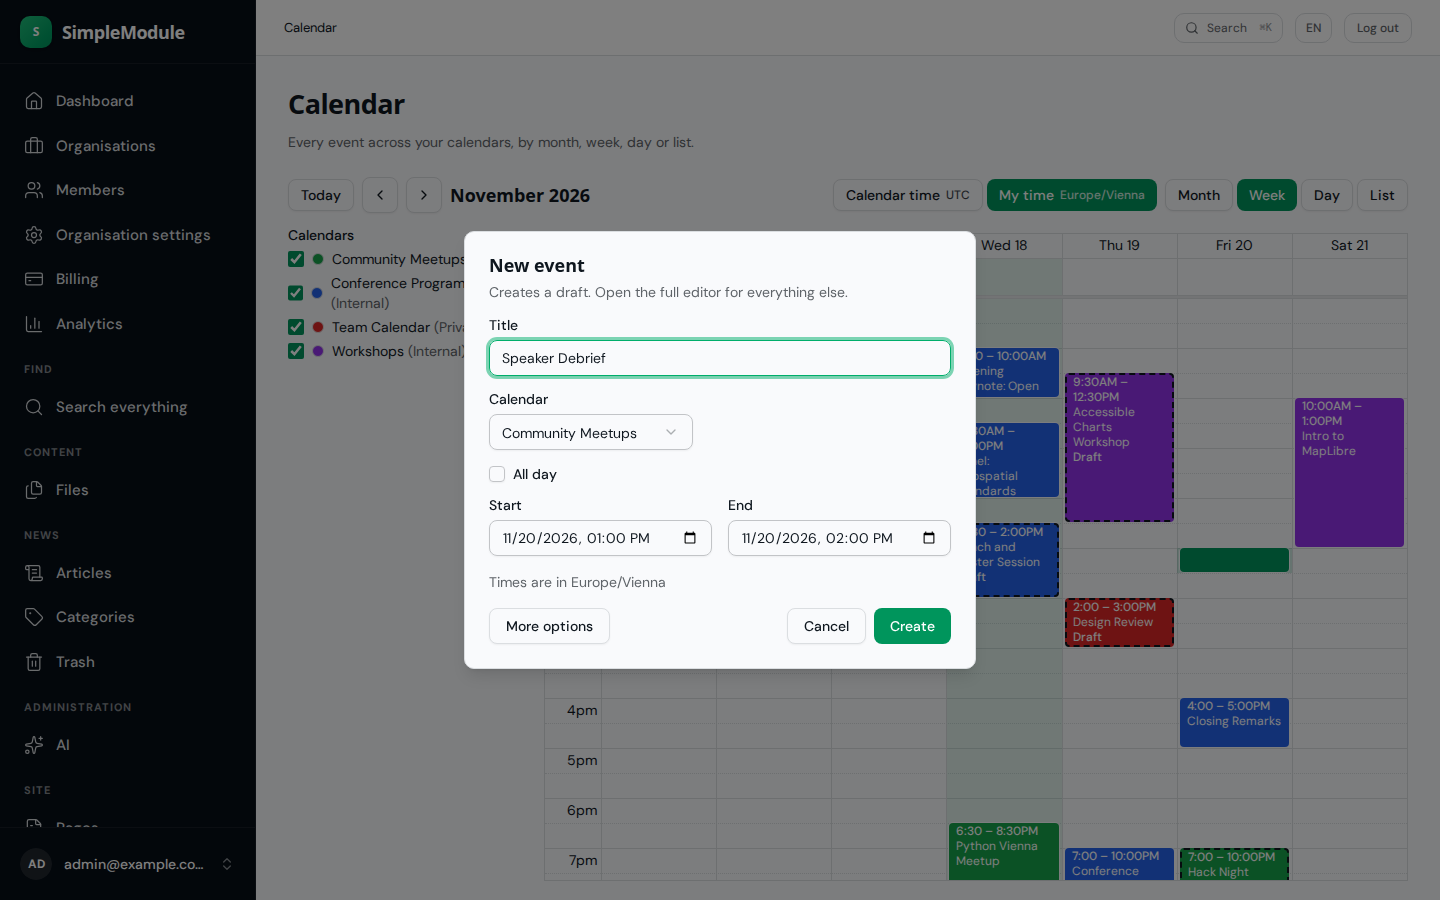 S
SimpleModule
Dashboard
Organisations
Members
Organisation settings
Billing
Analytics
FIND
Search everything
CONTENT
Files
NEWS
Articles
Categories
Trash
ADMINISTRATION
AI
SITE
Pages
AD
admin@example.co...
Calendar
Search ⌘K
EN
Log out
Calendar
Every event across your calendars, by month, week, day or list.
Today
November 2026
Calendar time UTC
My time Europe/Vienna
Month
Week
Day
List
Calendars
Community Meetups
Conference Program
(Internal)
Team Calendar
Workshops (Internal)
New event
Creates a draft. Open the full editor for everything else.
Title
Speaker Debrief
Calendar
Community Meetups
All day
Start
End
11/20/2026, 01:00 PM
11/20/2026, 02:00 PM
Times are in Europe/Vienna
More options
Cancel
Create
Wed 18
Thu 19
Fri 20
Sat 21
– 10:00AM
9:30AM –
12:30PM
Accessible
Charts
Workshop
Draft
10:00AM –
1:00PM
Intro to
MapLibre
– 2:00PM
Session
2:00 – 3:00PM
Design Review
Draft
4:00 – 5:00PM
Closing Remarks
4pm
5pm
6pm
7pm
6:30 – 8:30PM
Python Vienna
Meetup
7:00 – 10:00PM
Conference
7:00 – 10:00PM
Hack Night